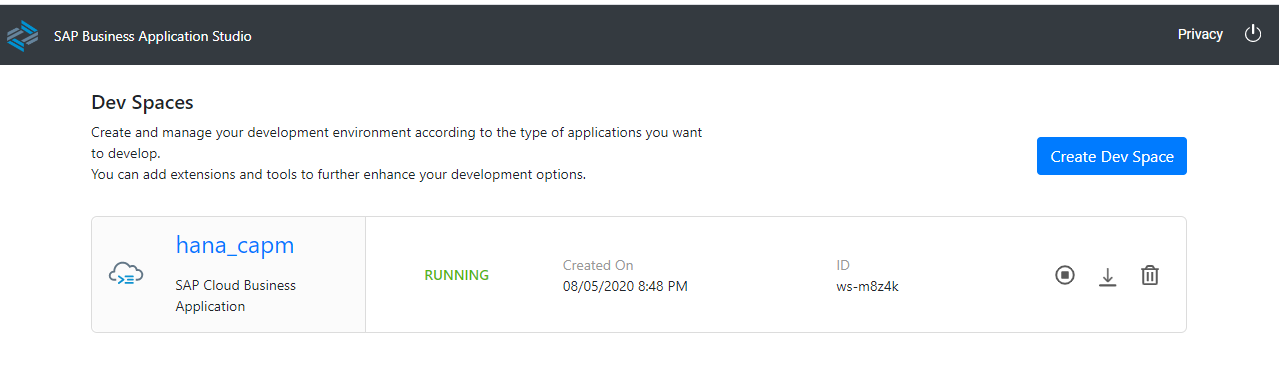 SAP Business Application Studio
Privacy
Dev Spaces
Create and manage your development environment according to the type of applications you want
to develop.
You can add extensions and tools to further enhance your development options.
Create Dev Space
hana_capm
SAP Cloud Business
Application
RUNNING
Created On
08/05/2020 8:48 PM
ID
ws-m8z4k